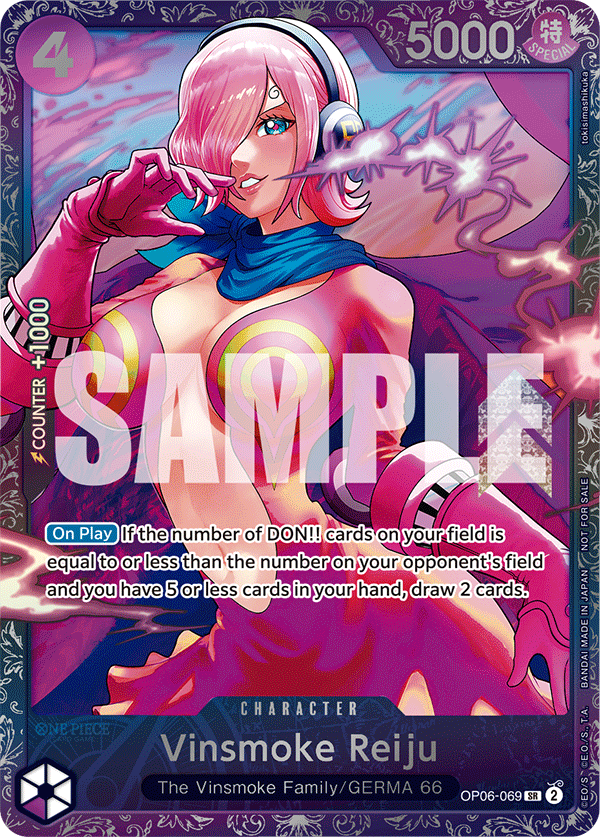 4
5000
特
SPECIAL
tokisimashikuka
COUNTER +1000
SAMPLE
On Play If the number of DON!! cards on your field is
equal to or less than the number on your opponent's field
and you have 5 or less cards in your hand, draw 2 cards.
CHARACTER
ONE PIECE
CARD GAME
Vinsmoke Reiju
The Vinsmoke Family/GERMA 66
OP06-069 SR 2
©E.O/S. ©E.O./S., T.A. BANDAI MADE IN JAPAN NOT FOR SALE